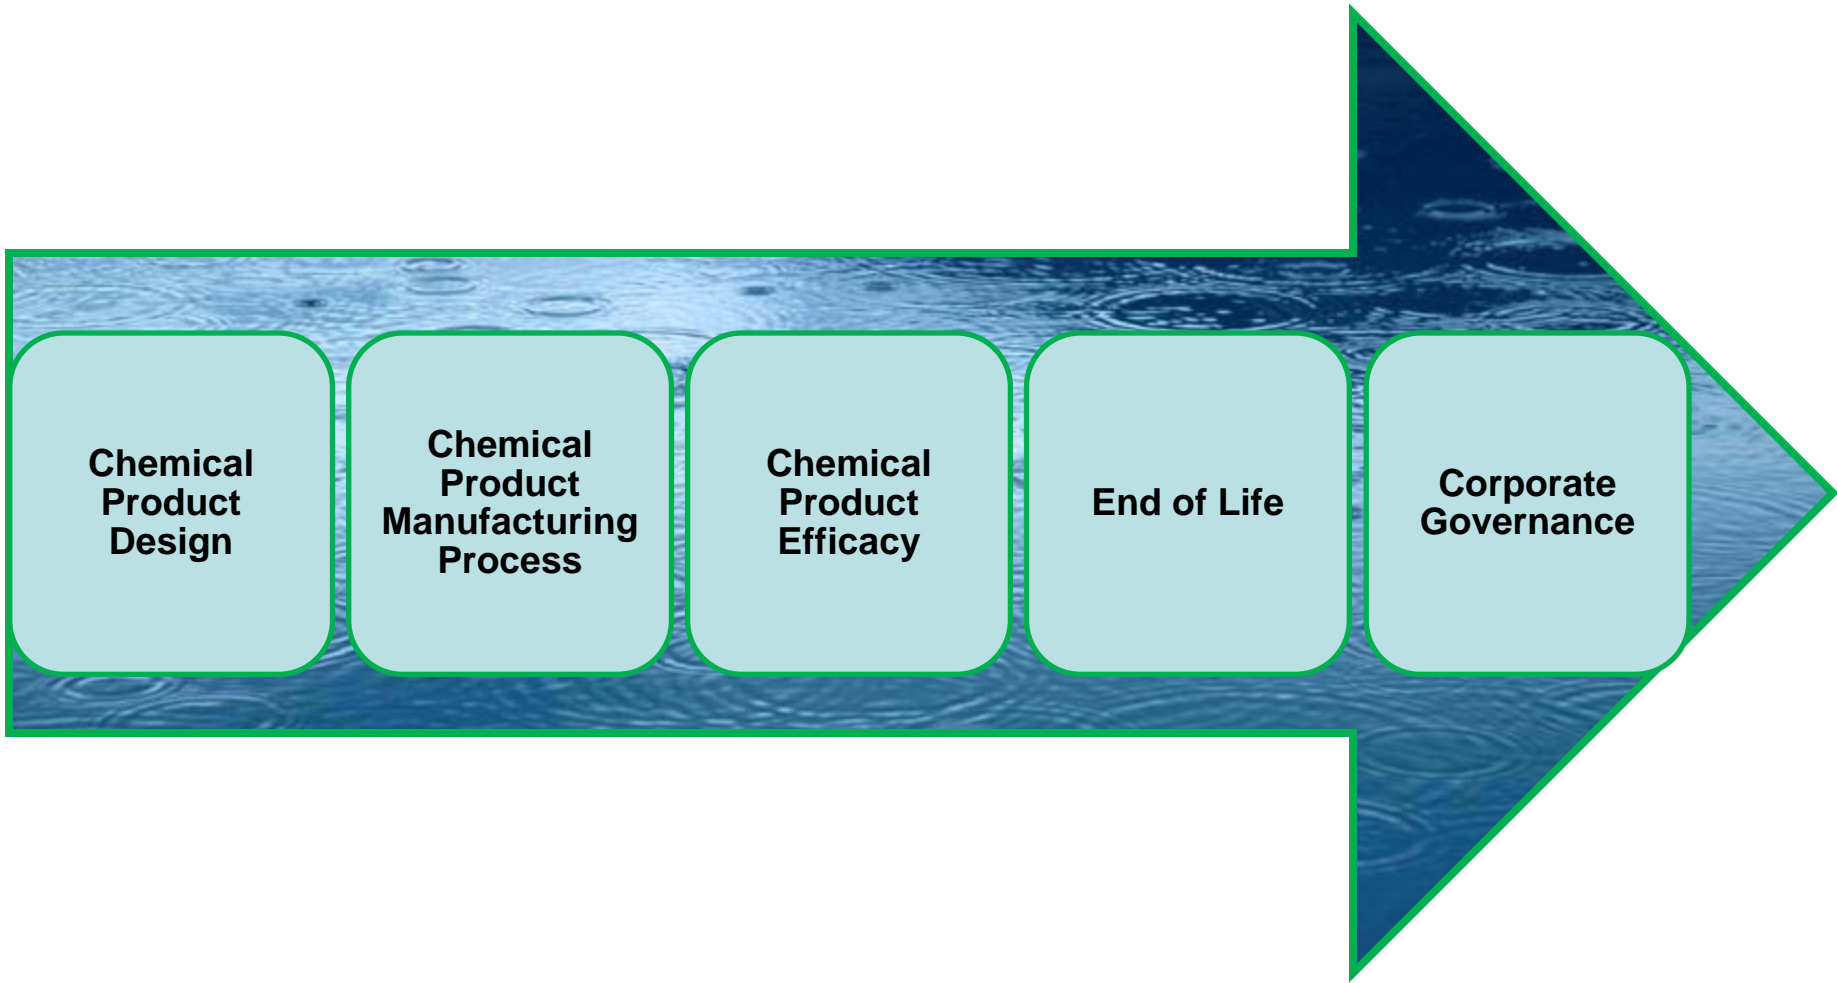 Chemical
Product
Design
Chemical
Product
Manufacturing
Process
Chemical
Product
Efficacy
End of Life
Corporate
Governance